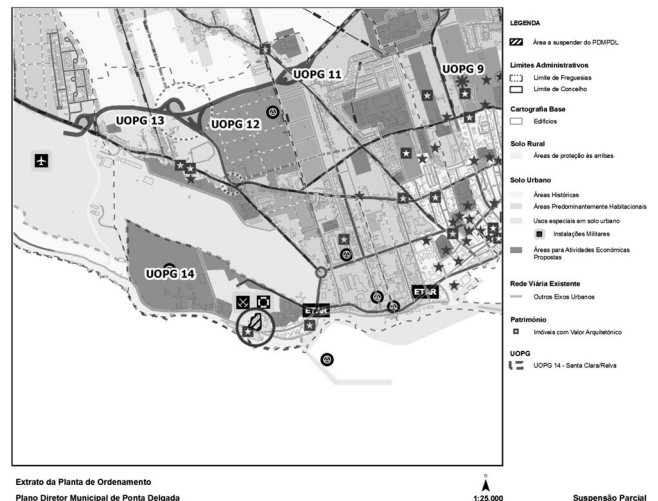 UOPG 11
UOPG 9
UOPG 13
UOPG 12
UOPG 14
ETAR
ETAR
LEGENDA
Área a suspender do PDMPDL
Limites Administrativos
Limite de Freguesias
Limite de Concelho
Cartografia Base
Edifícios
Solo Rural
Áreas de proteção às arribas
Solo Urbano
Áreas Históricas
Áreas Predominantemente Habitacionais
Usos especiais em solo urbano
Instalações Militares
Áreas para Atividades Económicas
Propostas
Rede Viária Existente
Outros Eixos Urbanos
Património
Imóveis com Valor Arquitetónico
UOPG
UOPG 14 - Santa Clara/Relva
Extrato da Planta de Ordenamento
Plano Diretor Municipal de Ponta Delgada
N
1:25.000
Suspensão Parcial